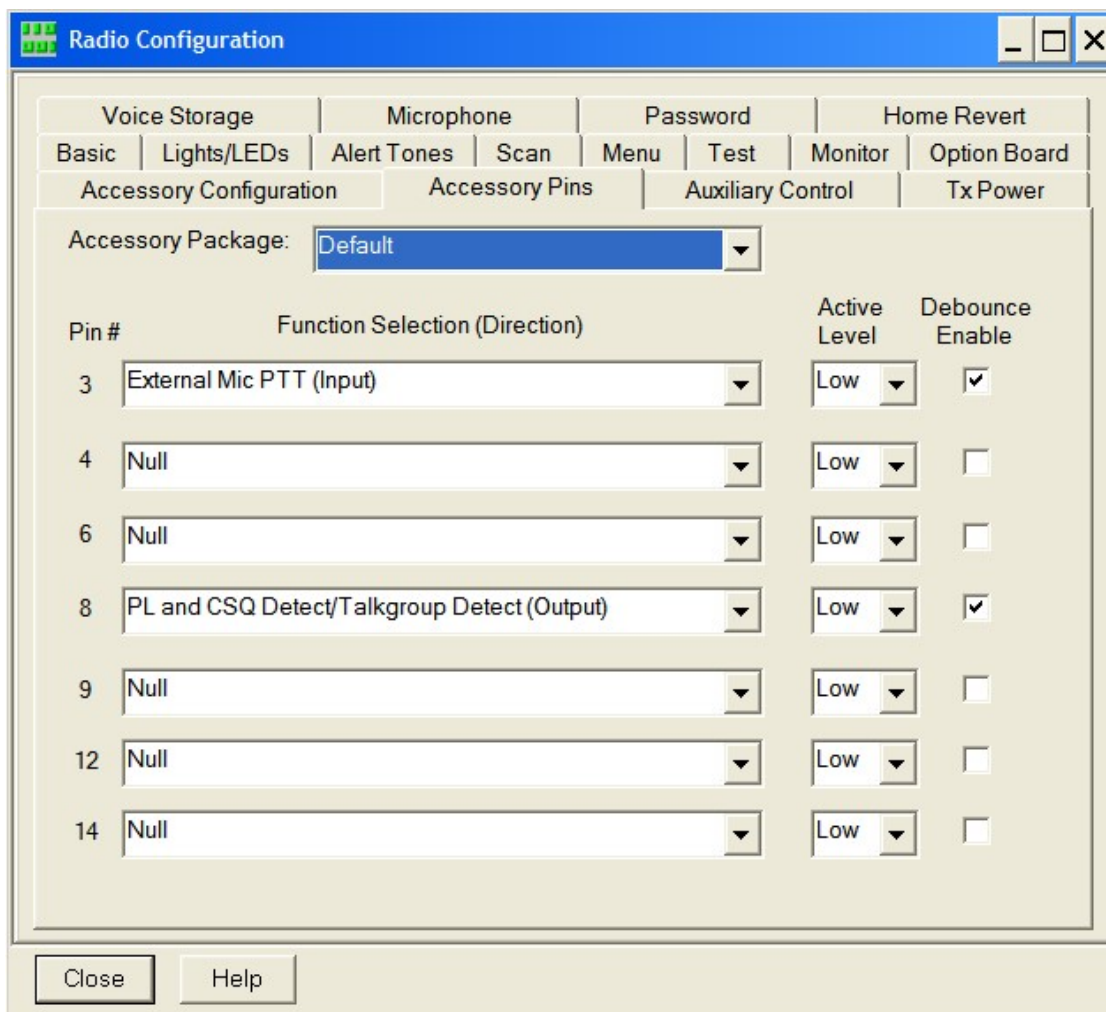 Radio Configuration
Voice Storage Microphone Password Home Revert
Basic Lights/LEDs Alert Tones Scan Menu Test Monitor Option Board
Accessory Configuration Accessory Pins Auxiliary Control Tx Power
Accessory Package: Default
Pin # Function Selection (Direction) Active Level Debounce Enable
3 External Mic PTT (Input) Low
4 Null Low
6 Null Low
8 PL and CSQ Detect/Talkgroup Detect (Output) Low
9 Null Low
12 Null Low
14 Null Low
Close Help